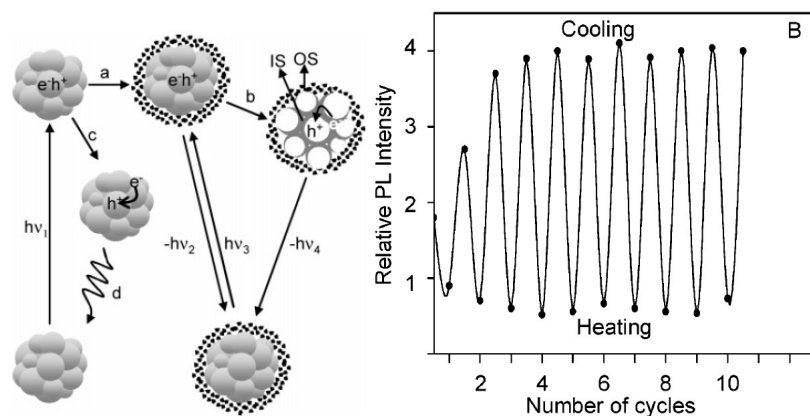 IS OS
e⁻h⁺ a e⁻h⁺ b
h⁺ e⁻
c
h⁺ e⁻
hν₁ -hν₂ hν₃ -hν₄
d
Cooling B
4
3
2
1
Relative PL Intensity
Heating
2 4 6 8 10
Number of cycles